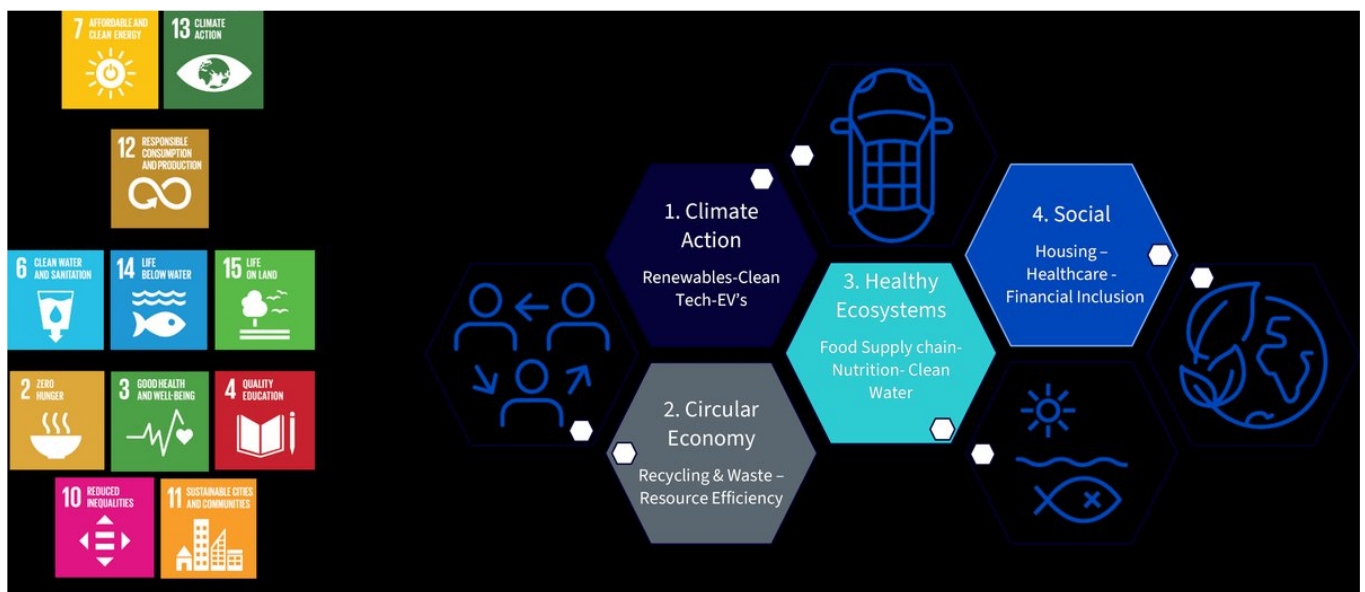 7 AFFORDABLE AND
CLEAN ENERGY
13 CLIMATE
ACTION
12 RESPONSIBLE
CONSUMPTION
AND PRODUCTION
6 CLEAN WATER
AND SANITATION
14 LIFE
BELOW WATER
15 LIFE
ON LAND
2 ZERO
HUNGER
3 GOOD HEALTH
AND WELL-BEING
4 QUALITY
EDUCATION
10 REDUCED
INEQUALITIES
11 SUSTAINABLE CITIES
AND COMMUNITIES
1. Climate
Action
Renewables-Clean
Tech-EV's
2. Circular
Economy
Recycling & Waste –
Resource Efficiency
3. Healthy
Ecosystems
Food Supply chain-
Nutrition- Clean
Water
4. Social
Housing –
Healthcare -
Financial Inclusion